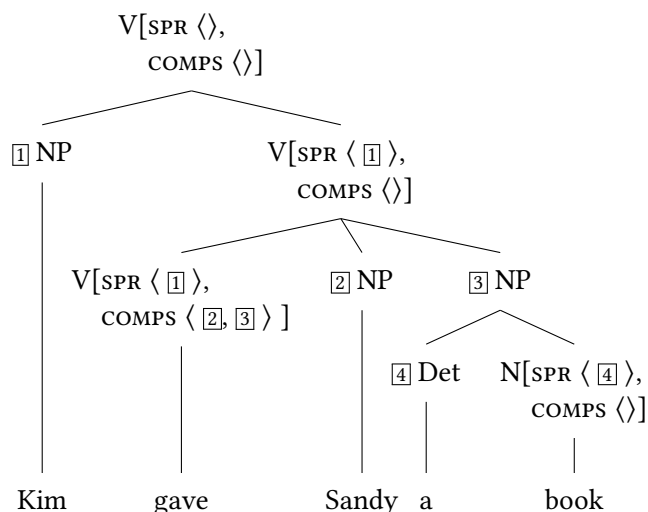 V[SPR ⟨⟩,
COMPS ⟨⟩]
1 NP
V[SPR ⟨ 1 ⟩,
COMPS ⟨⟩]
V[SPR ⟨ 1 ⟩,
COMPS ⟨ 2, 3 ⟩ ]
2 NP
3 NP
4 Det
N[SPR ⟨ 4 ⟩,
COMPS ⟨⟩]
Kim gave Sandy a book